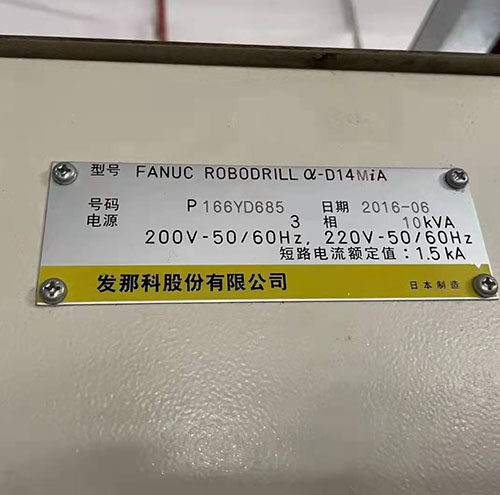 型号 FANUC ROBODRILL α-D14MiA
号码 P 166YD685 日期 2016-06
电源 3 相 10kVA
200V-50/60Hz, 220V-50/60Hz
短路电流额定值:1.5 kA
发那科股份有限公司 日本制造